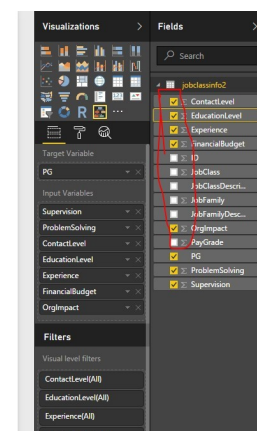 Visualizations
Fields
Search
jobclassinfo2
ContactLevel
EducationLevel
Experience
FinancialBudget
ID
JobClass
JobClassDescri...
JobFamily
JobFamilyDesc...
OrgImpact
PayGrade
PG
ProblemSolving
Supervision
R
Target Variable
PG
Input Variables
Supervision
ProblemSolving
ContactLevel
EducationLevel
Experience
FinancialBudget
OrgImpact
Filters
Visual level filters
ContactLevel(All)
EducationLevel(All)
Experience(All)